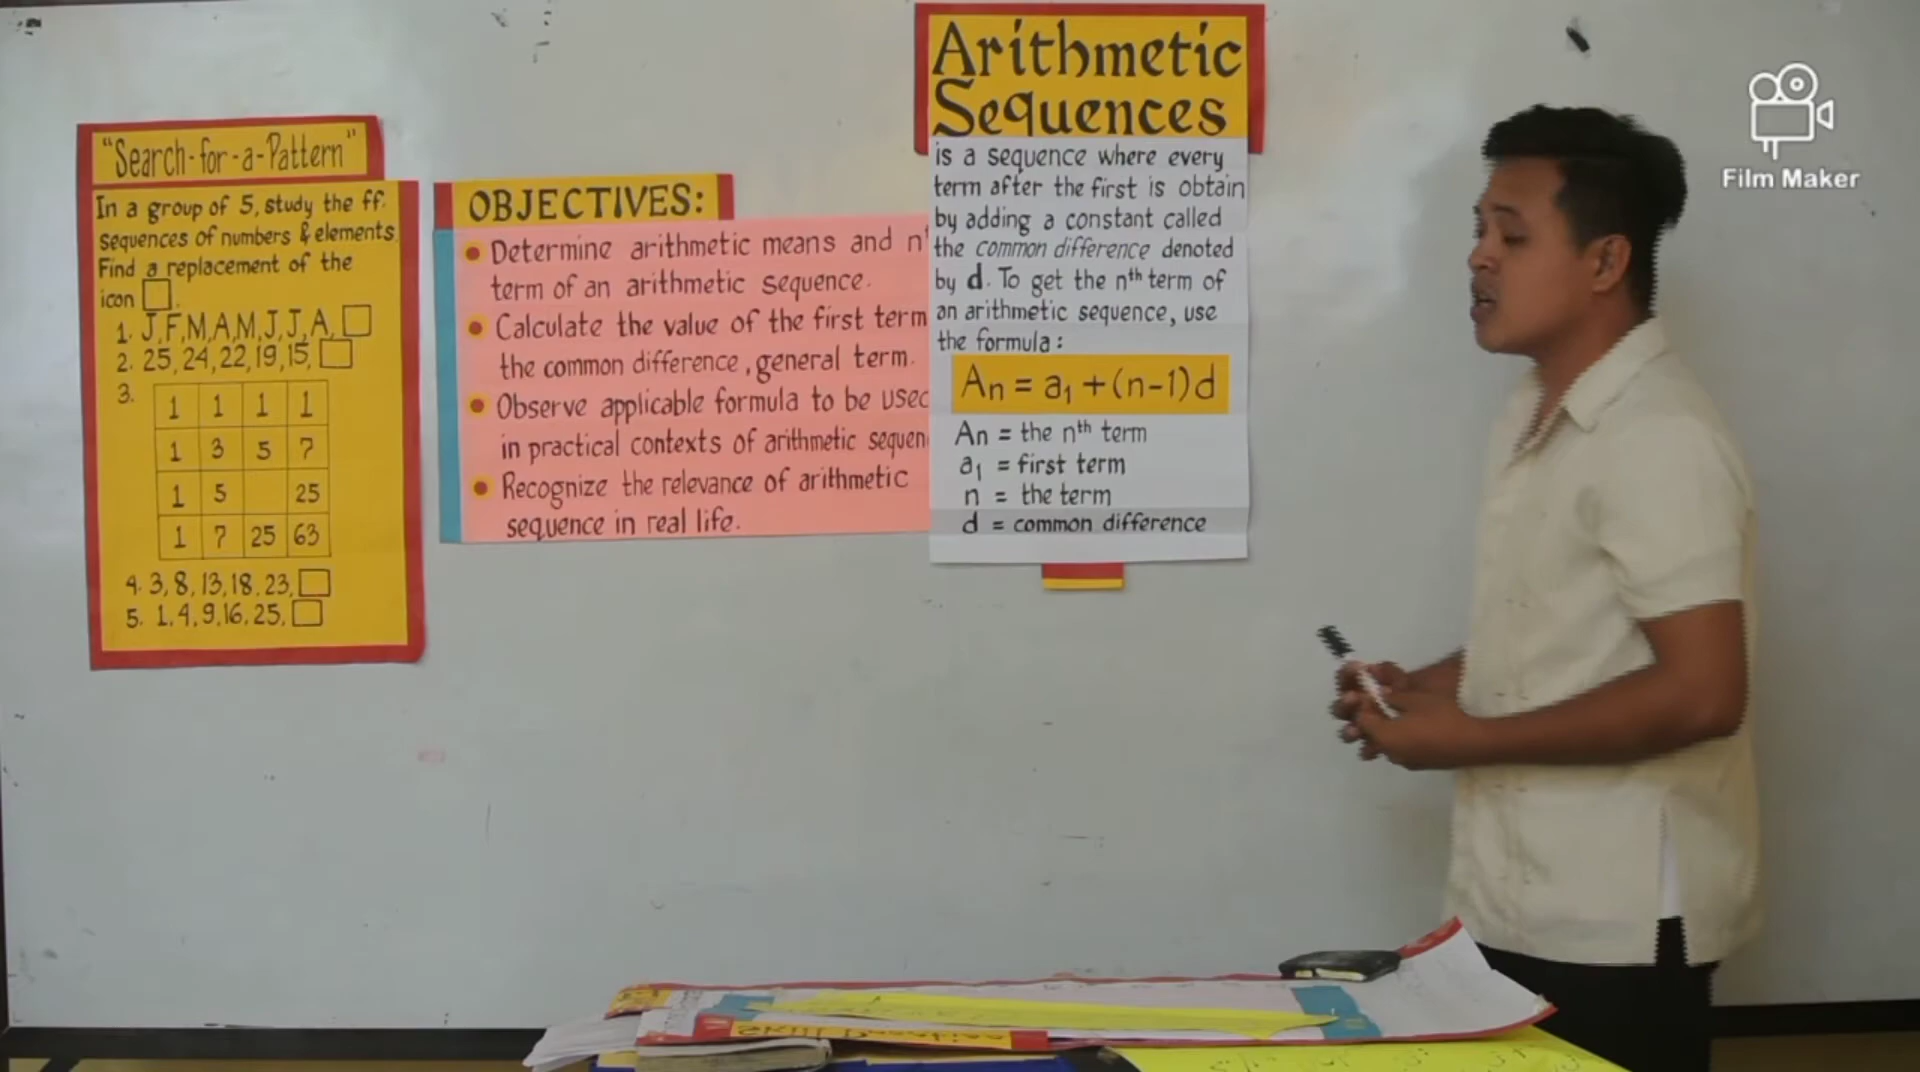 "Search-for-a-Pattern"
In a group of 5, study the ff.
sequences of numbers & elements.
Find a replacement of the
icon □.
1. J,F,M,A,M,J,J,A, □
2. 25, 24, 22, 19, 15, □
3.
1 1 1 1
1 3 5 7
1 5 25
1 7 25 63
4. 3, 8, 13, 18, 23, □
5. 1, 4, 9, 16, 25, □
OBJECTIVES:
Determine arithmetic means and n
term of an arithmetic sequence.
Calculate the value of the first term
the common difference, general term.
Observe applicable formula to be used
in practical contexts of arithmetic sequen
Recognize the relevance of arithmetic
sequence in real life.
Arithmetic
Sequences
is a sequence where every
term after the first is obtain
by adding a constant called
the common difference denoted
by d. To get the nth term of
an arithmetic sequence, use
the formula:
An = a₁ + (n-1)d
An = the nth term
a₁ = first term
n = the term
d = common difference
Film Maker